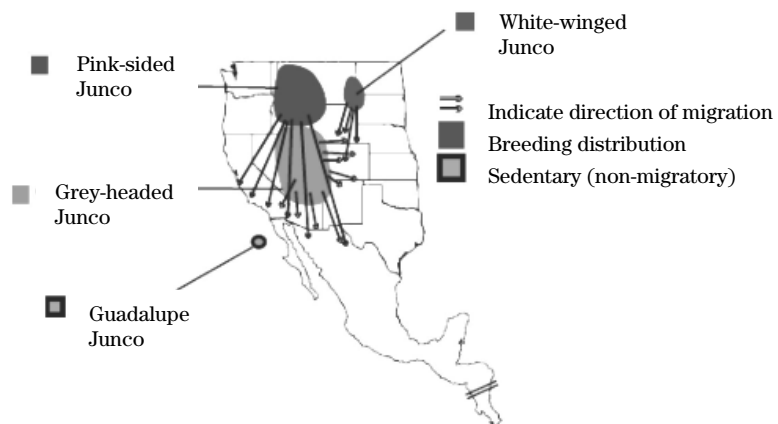 Pink-sided
Junco
White-winged
Junco
Indicate direction of migration
Breeding distribution
Sedentary (non-migratory)
Grey-headed
Junco
Guadalupe
Junco